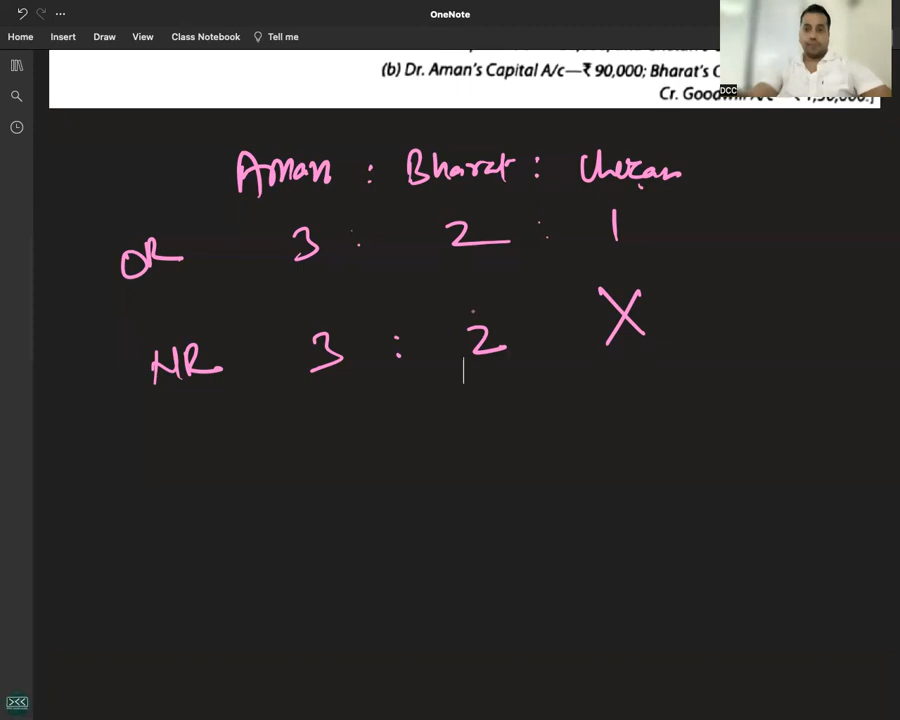 OneNote
Home Insert Draw View Class Notebook Tell me
(b) Dr. Aman's Capital A/c—₹ 90,000; Bharat's C
Cr. Goodwill A/c
DCC
Aman : Bharat : Chetan
OR 3 : 2 : 1
NR 3 : 2 X